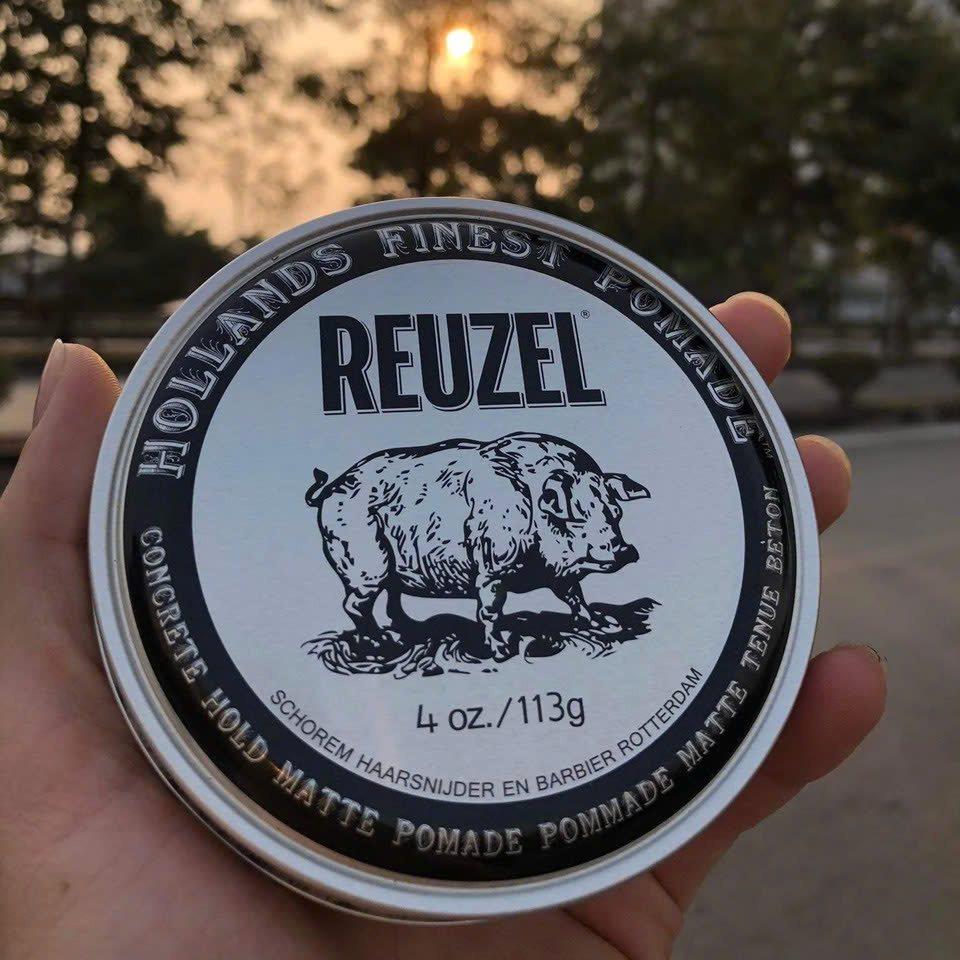 HOLLANDS FINEST POMADE™
REUZEL®
4 oz./113g
SCHOREM HAARSNIJDER EN BARBIER ROTTERDAM
CONCRETE HOLD MATTE POMADE POMMADE MATTE TENUE BÉTON